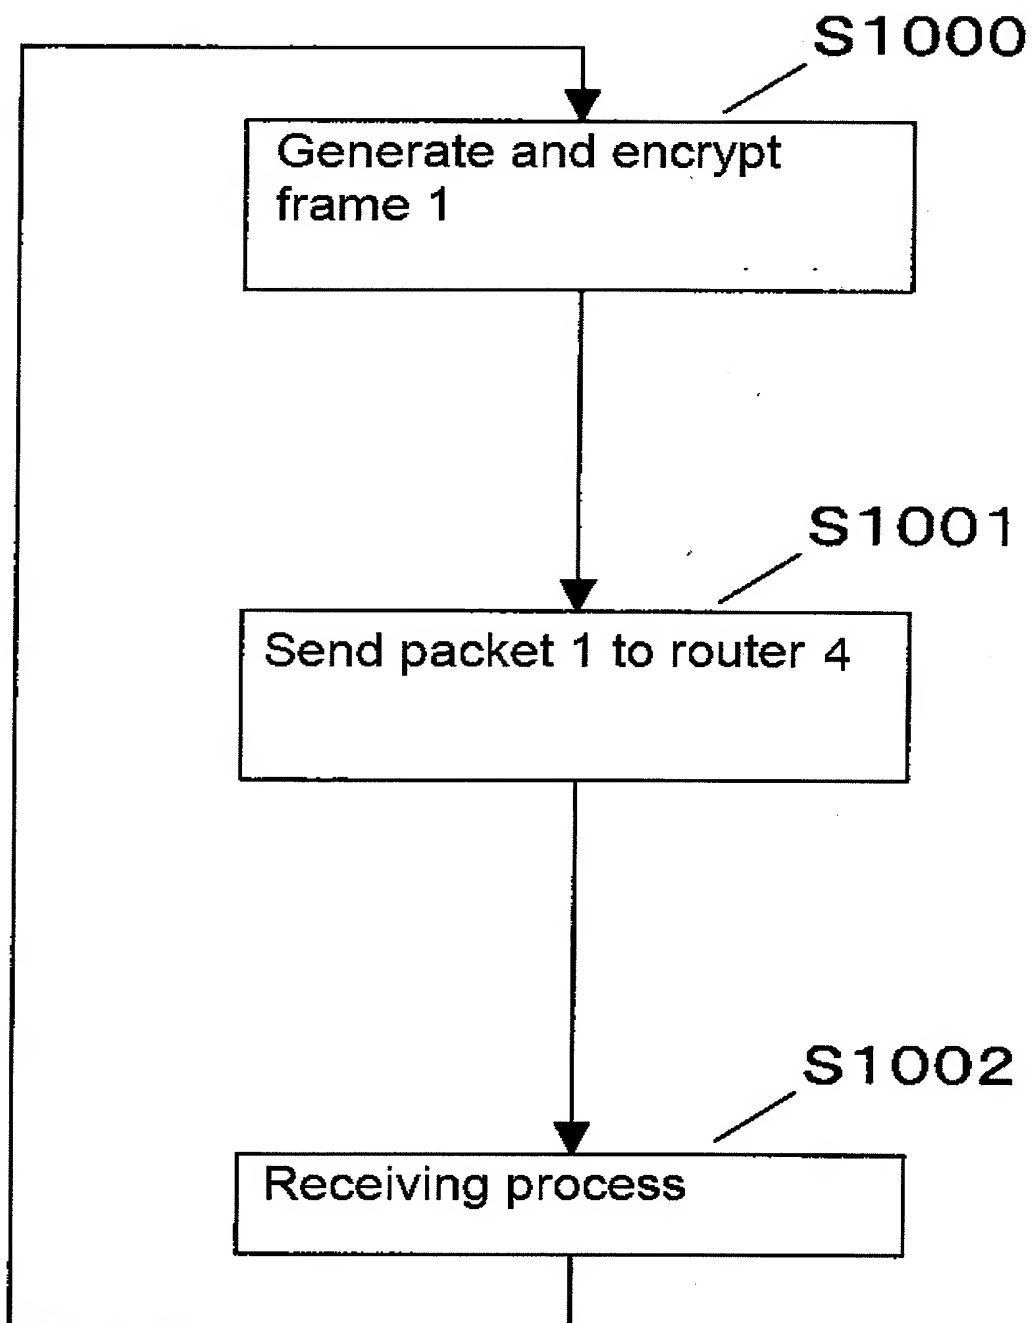 S1000
Generate and encrypt
frame 1
S1001
Send packet 1 to router 4
S1002
Receiving process